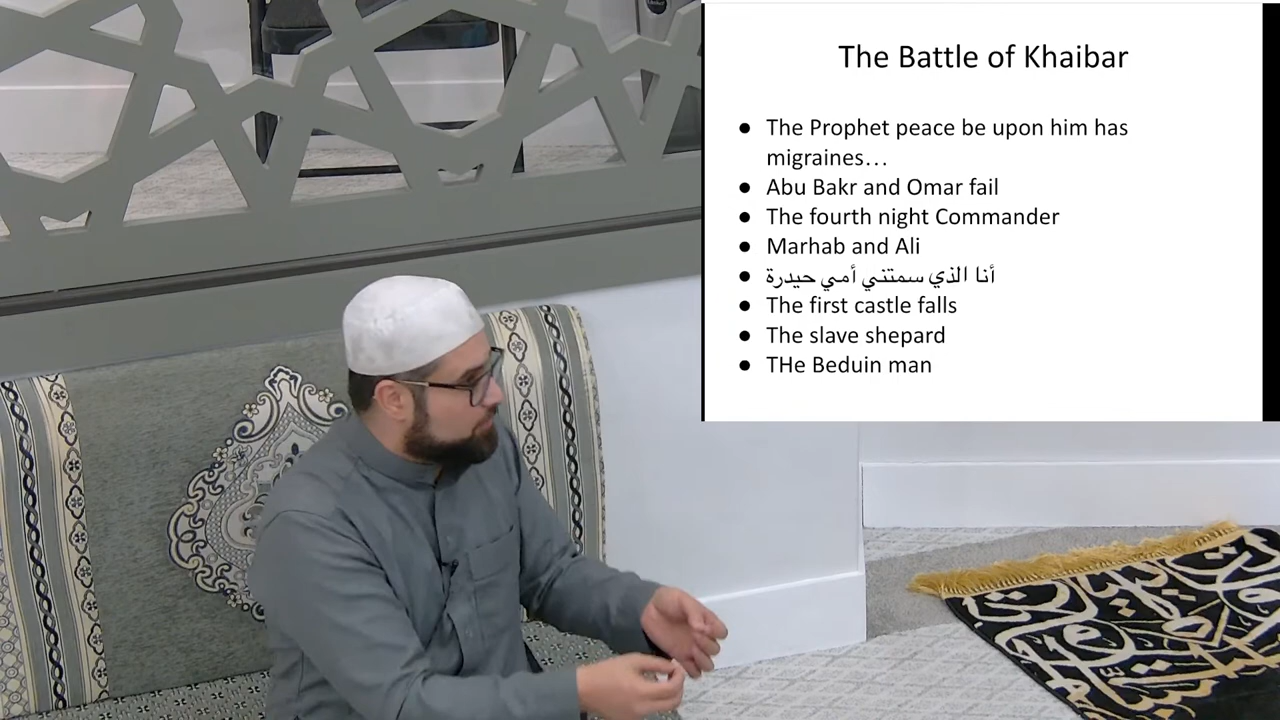 The Battle of Khaibar
● The Prophet peace be upon him has
migraines…
● Abu Bakr and Omar fail
● The fourth night Commander
● Marhab and Ali
● أنا الذي سمتني أمي حيدرة
● The first castle falls
● The slave shepard
● THe Beduin man